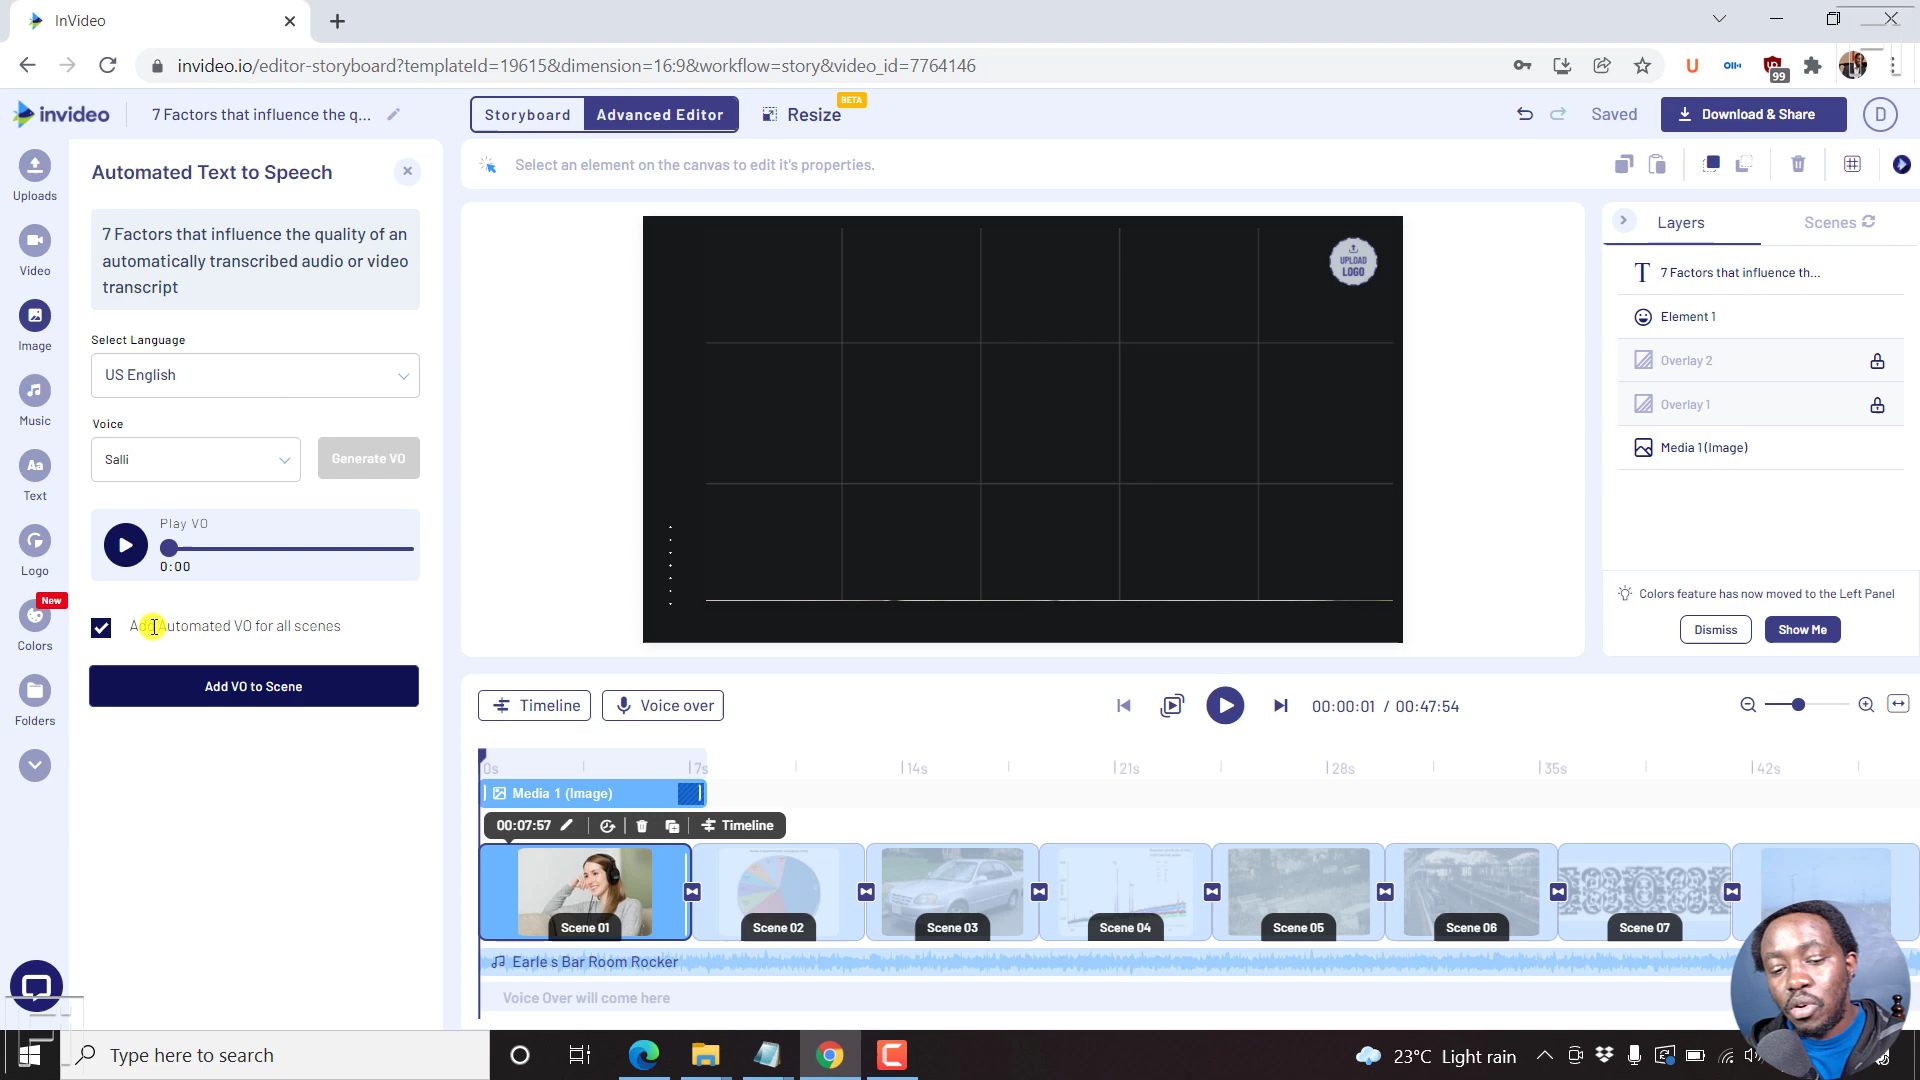 InVideo
invideo.io/editor-storyboard?templateId=19615&dimension=16:9&workflow=story&video_id=7764146
99
invideo
7 Factors that influence the q...
Storyboard
Advanced Editor
Resize
BETA
Saved
Download & Share
D
Uploads
Video
Image
Music
Text
Logo
New
Colors
Folders
Automated Text to Speech
7 Factors that influence the quality of an
automatically transcribed audio or video
transcript
Select Language
US English
Voice
Salli
Generate VO
Play VO
0:00
Add Automated VO for all scenes
Add VO to Scene
Select an element on the canvas to edit it's properties.
UPLOAD
LOGO
Layers
Scenes
7 Factors that influence th...
Element 1
Overlay 2
Overlay 1
Media 1 (Image)
Colors feature has now moved to the Left Panel
Dismiss
Show Me
Timeline
Voice over
00:00:01 / 00:47:54
0s
7s
14s
21s
28s
35s
42s
Media 1 (Image)
00:07:57
Timeline
Scene 01
Scene 02
Scene 03
Scene 04
Scene 05
Scene 06
Scene 07
Earle s Bar Room Rocker
Voice Over will come here
Type here to search
23°C Light rain